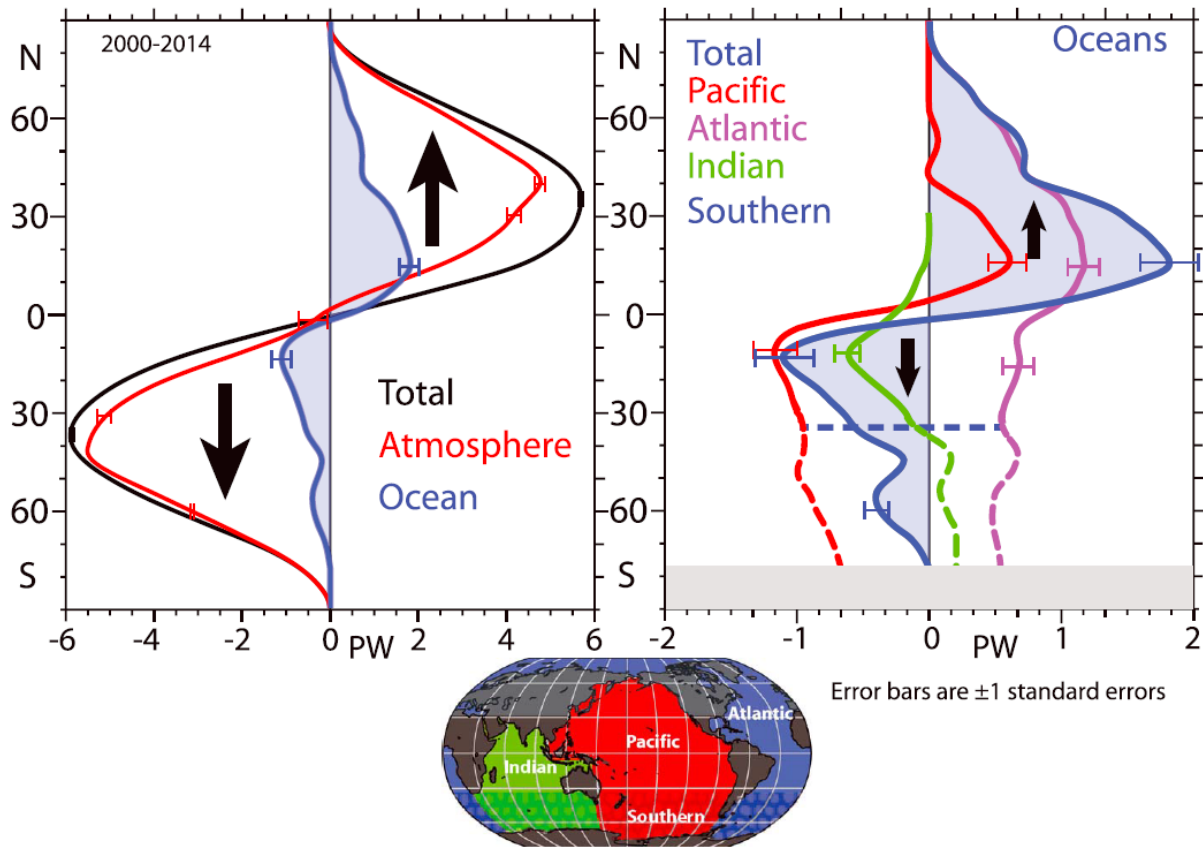 2000-2014
N
60
30
0
30
60
S
Total
Atmosphere
Ocean
-6
-4
-2
0
2
4
6
PW
Oceans
Total
Pacific
Atlantic
Indian
Southern
N
60
30
0
30
60
S
-2
-1
0
1
2
PW
Error bars are ±1 standard errors
Atlantic
Pacific
Indian
Southern